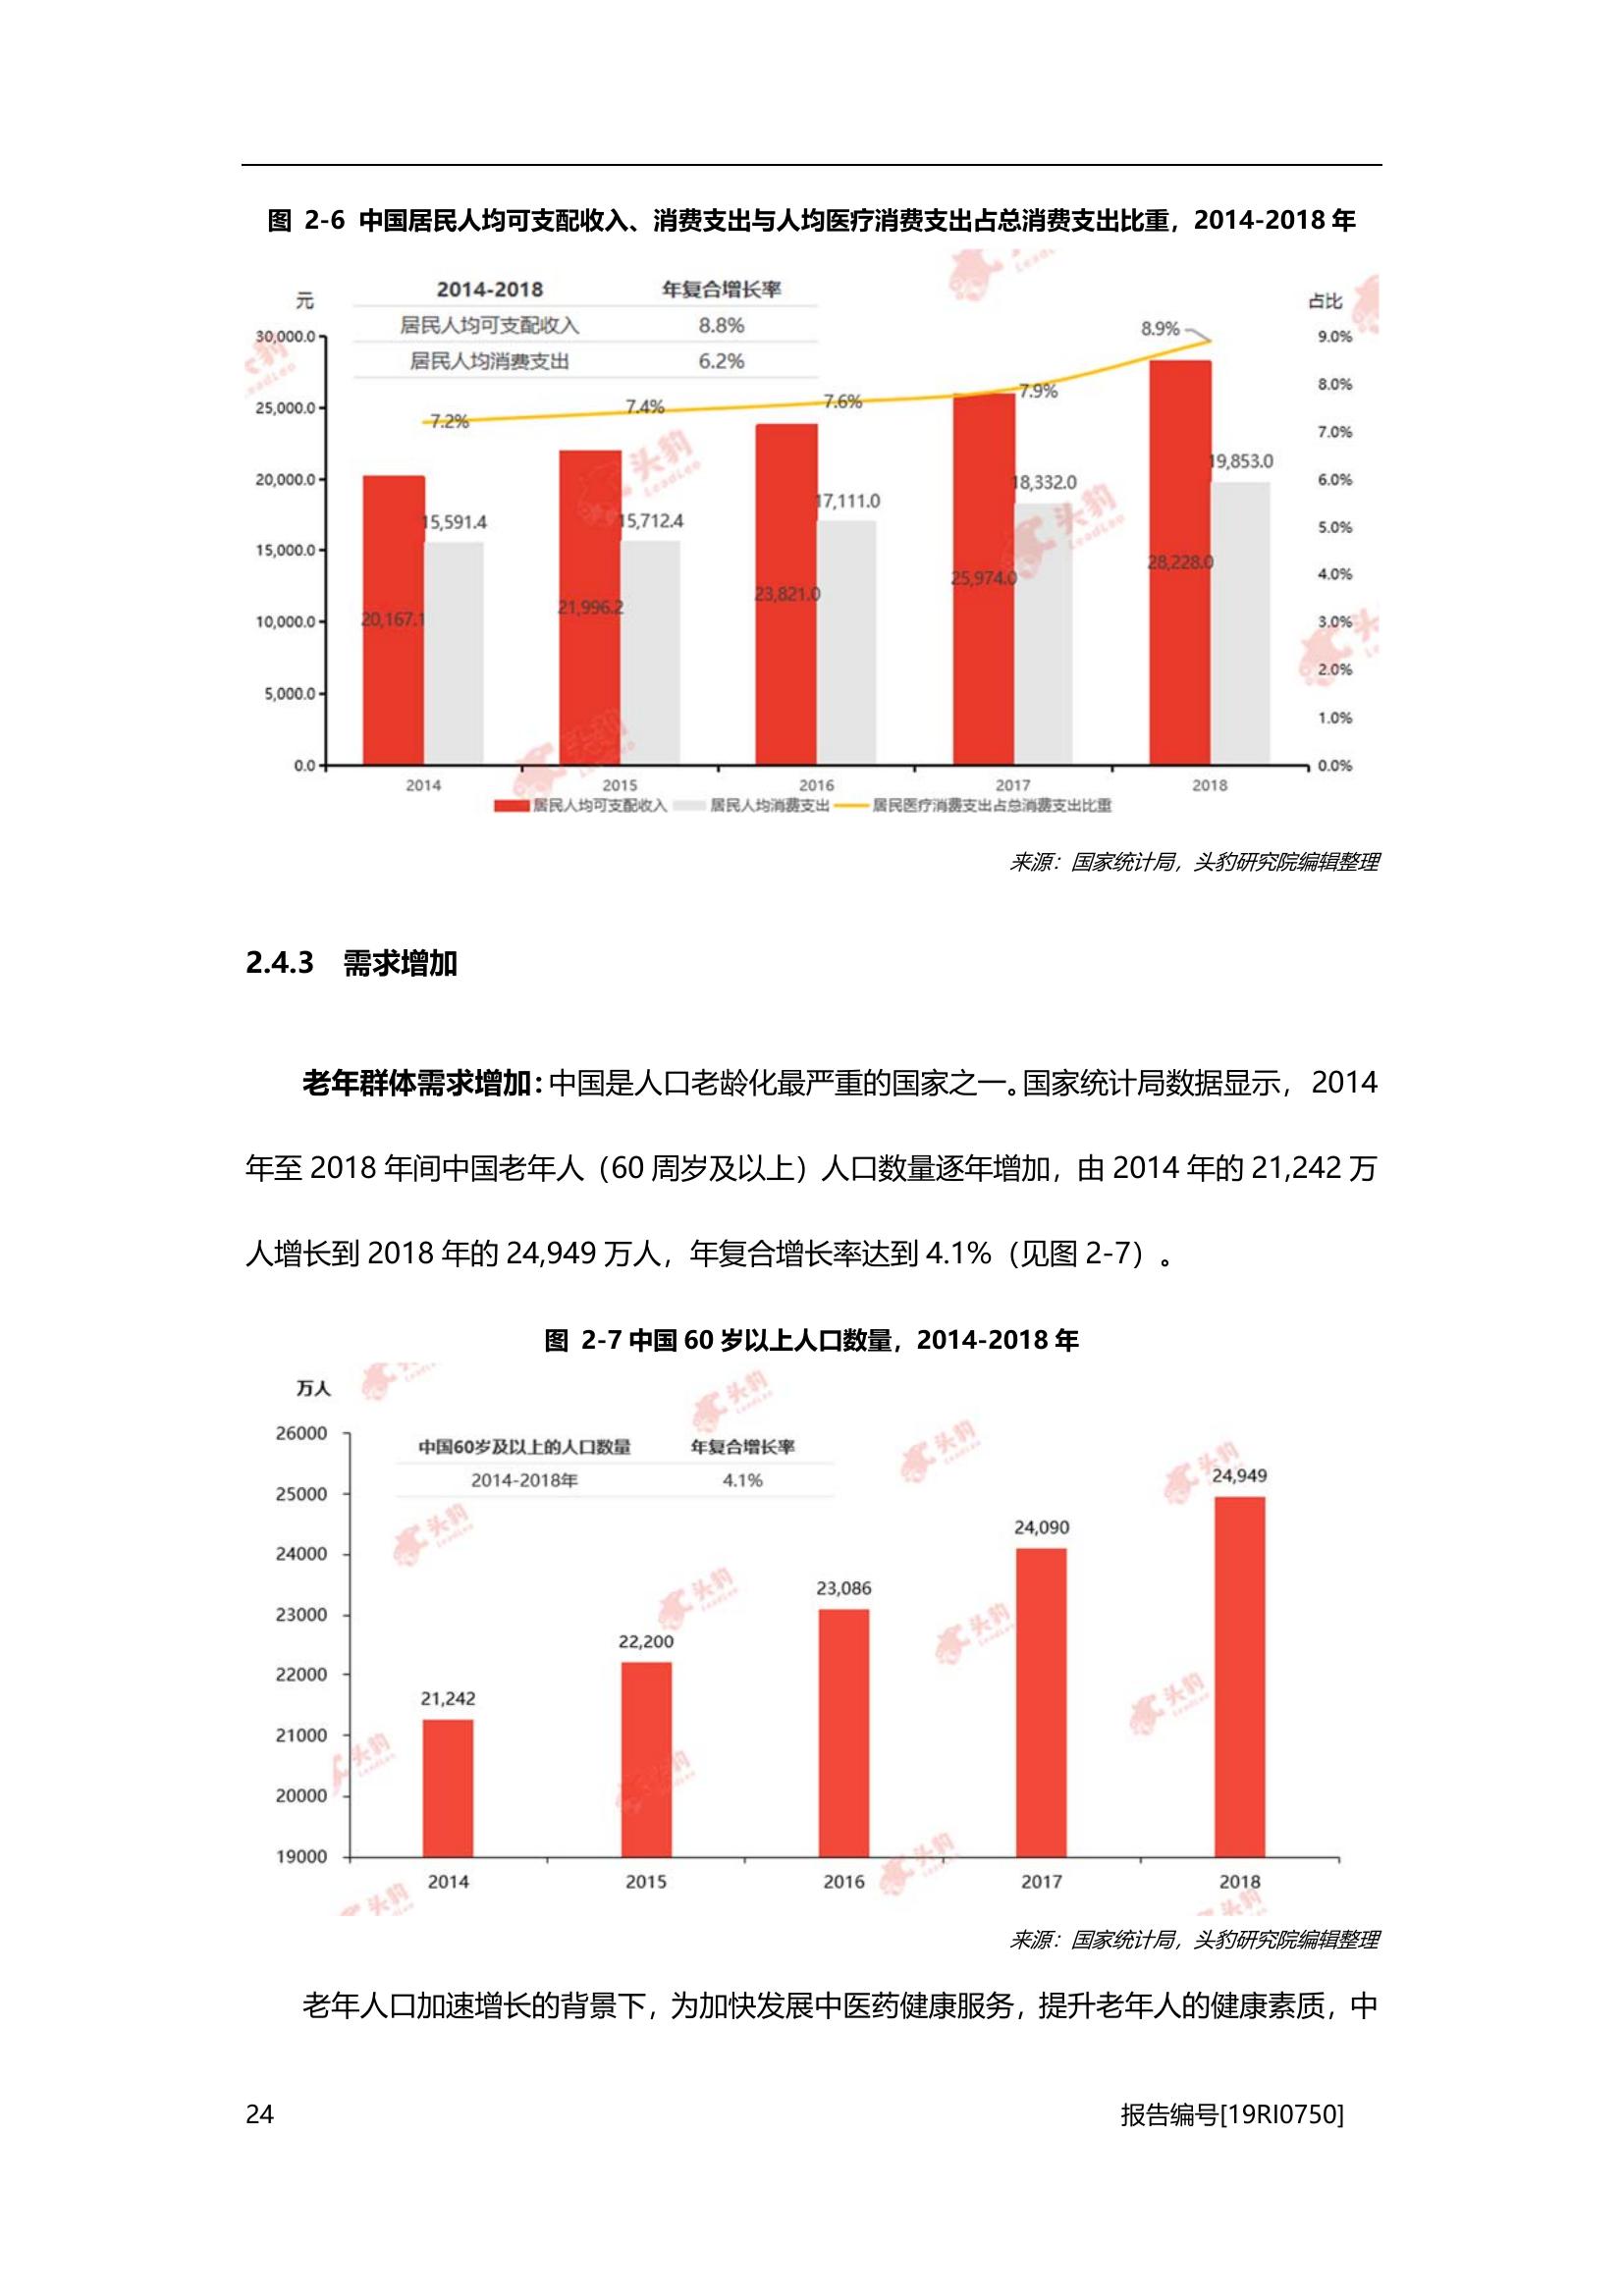 图 2-6 中国居民人均可支配收入、消费支出与人均医疗消费支出占总消费支出比重，2014-2018 年
2014-2018 年复合增长率
居民人均可支配收入 8.8%
居民人均消费支出 6.2%
元
占比
30,000.0
25,000.0
20,000.0
15,000.0
10,000.0
5,000.0
0.0
9.0%
8.0%
7.0%
6.0%
5.0%
4.0%
3.0%
2.0%
1.0%
0.0%
7.2%
7.4%
7.6%
7.9%
8.9%
20,167.1
15,591.4
21,996.2
15,712.4
23,821.0
17,111.0
25,974.0
18,332.0
28,228.0
19,853.0
2014 2015 2016 2017 2018
居民人均可支配收入 居民人均消费支出 居民医疗消费支出占总消费支出比重
来源：国家统计局，头豹研究院编辑整理
2.4.3 需求增加
老年群体需求增加：中国是人口老龄化最严重的国家之一。国家统计局数据显示，2014
年至 2018 年间中国老年人（60 周岁及以上）人口数量逐年增加，由 2014 年的 21,242 万
人增长到 2018 年的 24,949 万人，年复合增长率达到 4.1%（见图 2-7）。
图 2-7 中国 60 岁以上人口数量，2014-2018 年
万人
中国60岁及以上的人口数量 年复合增长率
2014-2018年 4.1%
26000
25000
24000
23000
22000
21000
20000
19000
21,242
22,200
23,086
24,090
24,949
2014 2015 2016 2017 2018
头豹
LeadLeo
来源：国家统计局，头豹研究院编辑整理
老年人口加速增长的背景下，为加快发展中医药健康服务，提升老年人的健康素质，中
24 报告编号[19RI0750]